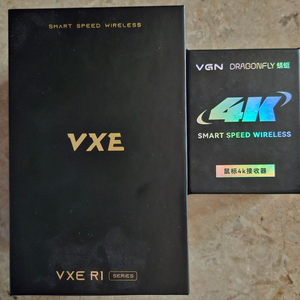 SMART SPEED WIRELESS
VXE
VXE R1 SERIES
VGN DRAGONFLY 蜻蜓
4K
SMART SPEED WIRELESS
鼠标4k接收器